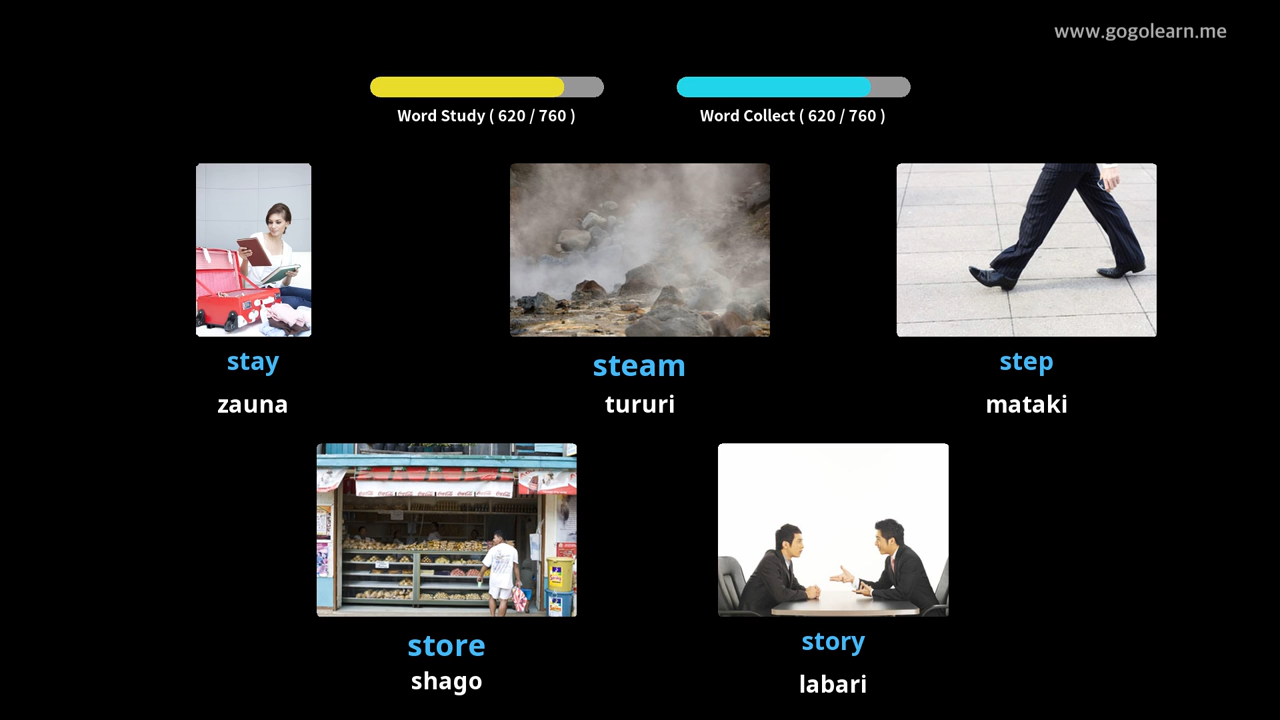 www.gogolearn.me
Word Study ( 620 / 760 )
Word Collect ( 620 / 760 )
stay
zauna
steam
tururi
step
mataki
store
shago
story
labari